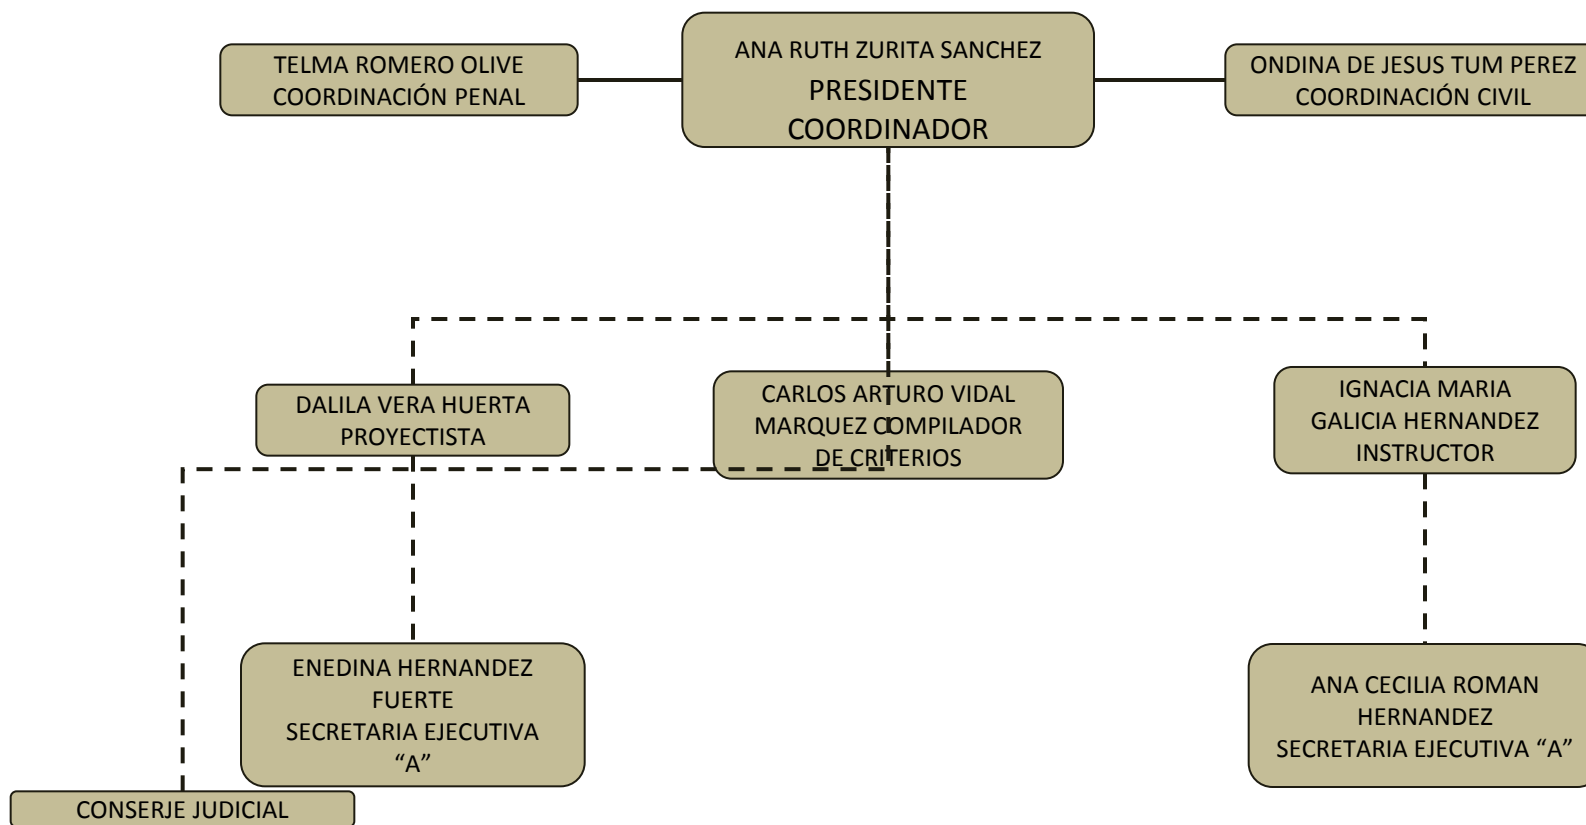 TELMA ROMERO OLIVE
COORDINACIÓN PENAL
ANA RUTH ZURITA SANCHEZ
PRESIDENTE
COORDINADOR
ONDINA DE JESUS TUM PEREZ
COORDINACIÓN CIVIL
DALILA VERA HUERTA
PROYECTISTA
CARLOS ARTURO VIDAL
MARQUEZ COMPILADOR
DE CRITERIOS
IGNACIA MARIA
GALICIA HERNANDEZ
INSTRUCTOR
ENEDINA HERNANDEZ
FUERTE
SECRETARIA EJECUTIVA
“A”
ANA CECILIA ROMAN
HERNANDEZ
SECRETARIA EJECUTIVA “A”
CONSERJE JUDICIAL